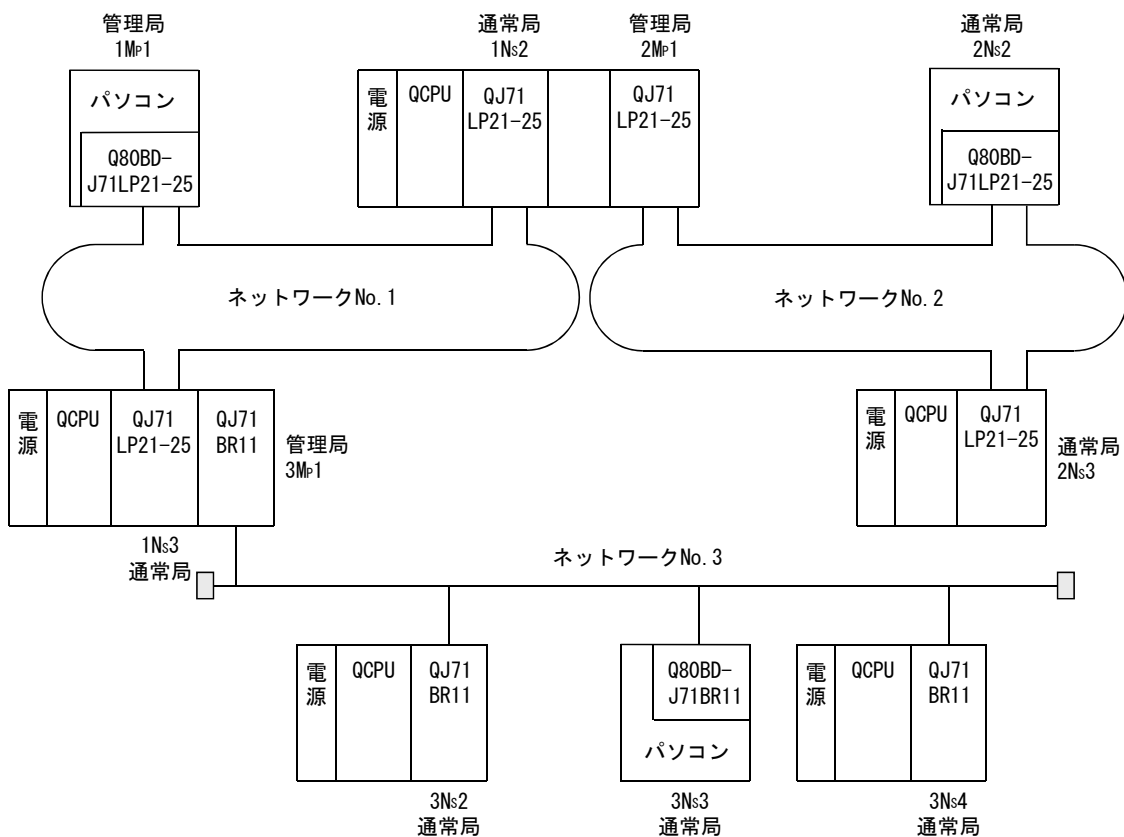 管理局
1MP1
通常局
1NS2
管理局
2MP1
通常局
2NS2
パソコン
Q80BD-
J71LP21-25
電源
QCPU
QJ71
LP21-25
QJ71
LP21-25
パソコン
Q80BD-
J71LP21-25
ネットワークNo.1
ネットワークNo.2
電源
QCPU
QJ71
LP21-25
QJ71
BR11
管理局
3MP1
電源
QCPU
QJ71
LP21-25
通常局
2NS3
1NS3
通常局
ネットワークNo.3
電源
QCPU
QJ71
BR11
Q80BD-
J71BR11
パソコン
電源
QCPU
QJ71
BR11
3NS2
通常局
3NS3
通常局
3NS4
通常局